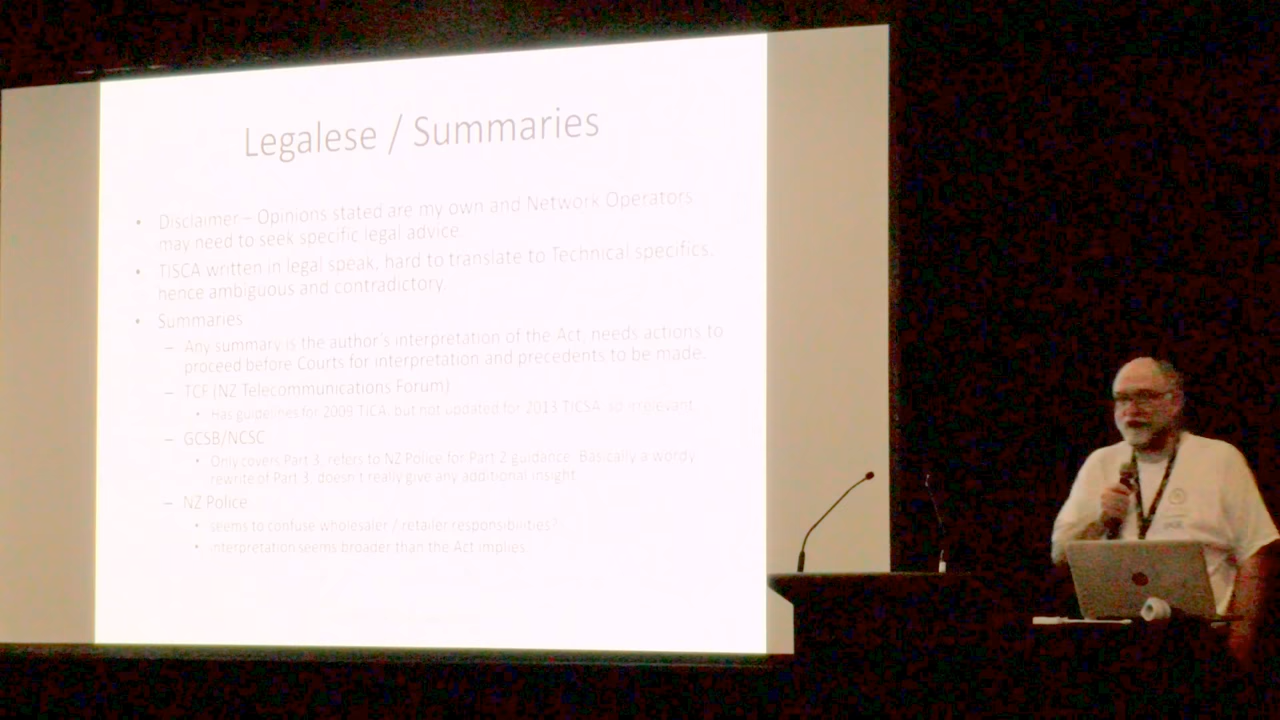 Legalese / Summaries
• Disclaimer – Opinions stated are my own and Network Operators
may need to seek specific legal advice.
• TISCA written in legal speak, hard to translate to Technical specifics,
hence ambiguous and contradictory.
• Summaries
– Any summary is the author's interpretation of the Act, needs actions to
proceed before Courts for interpretation and precedents to be made.
– TCF (NZ Telecommunications Forum)
• Has guidelines for 2009 TICA, but not updated for 2013 TICSA, so irrelevant.
– GCSB/NCSC
• Only covers Part 3, refers to NZ Police for Part 2 guidance. Basically a wordy
rewrite of Part 3, doesn't really give any additional insight.
– NZ Police
• seems to confuse wholesaler / retailer responsibilities?
• interpretation seems broader than the Act implies.